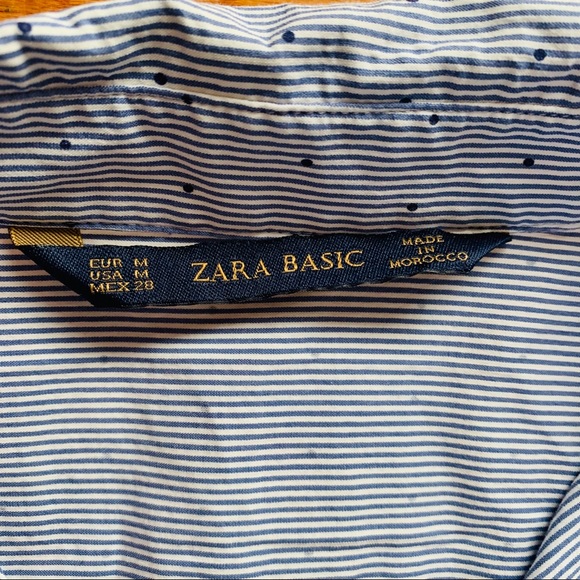 EUR M
USA M
MEX 28
ZARA BASIC
MADE
IN
MOROCCO